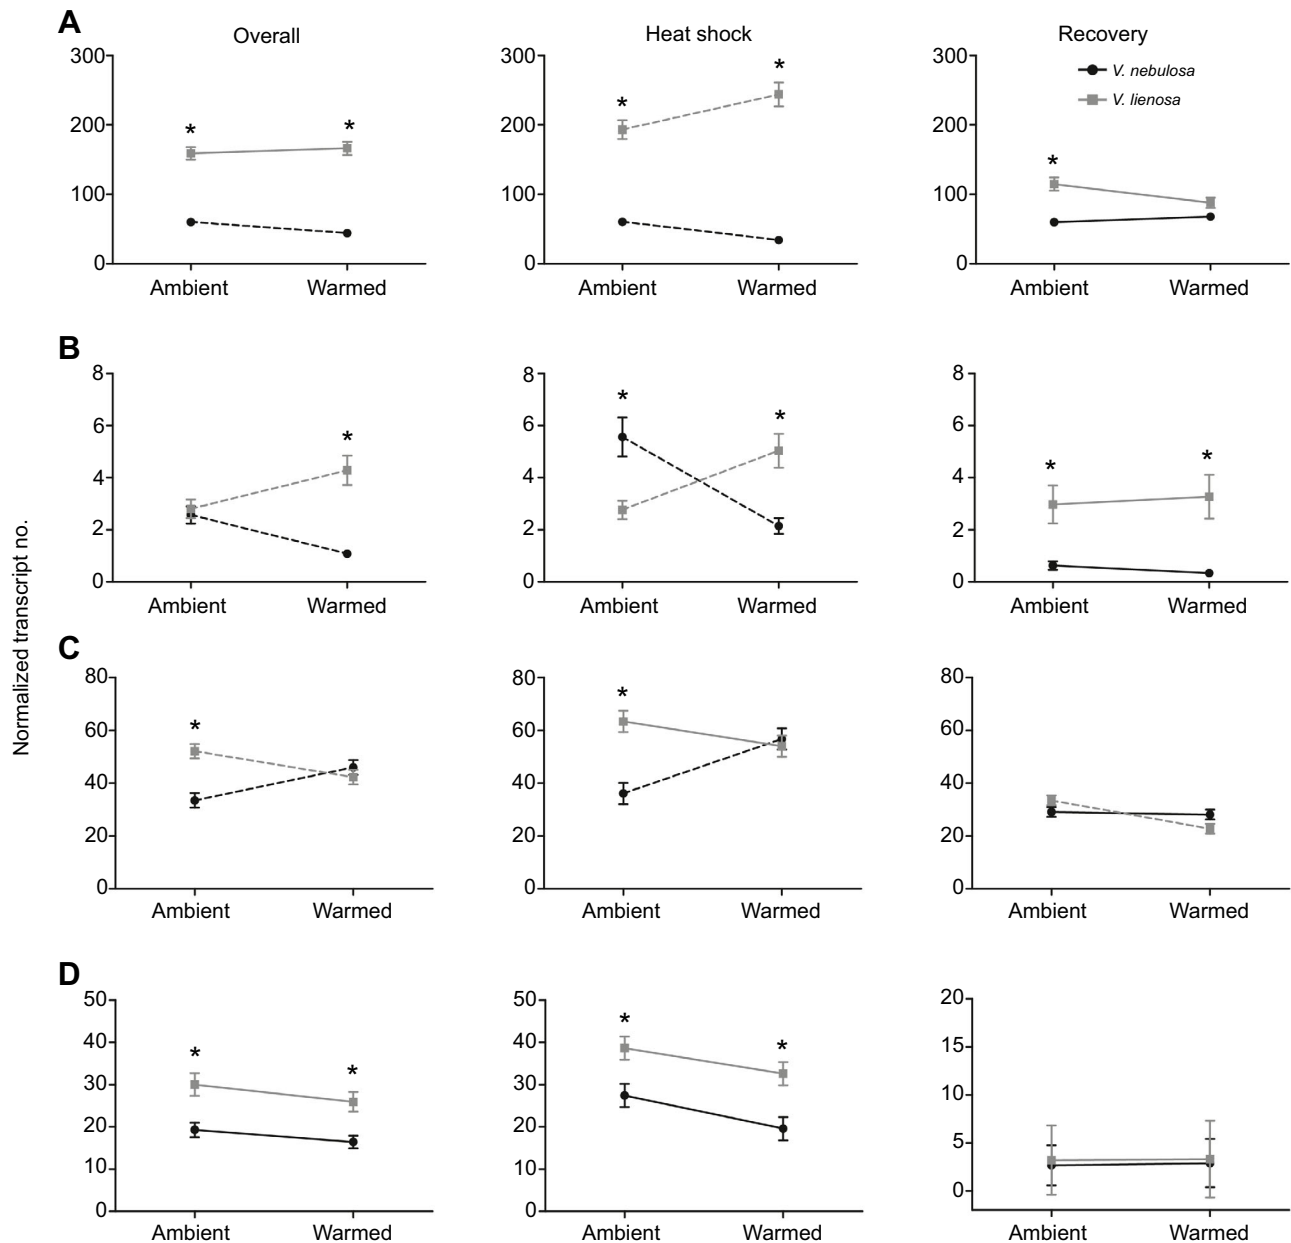 A
Overall
Heat shock
Recovery
300
200
100
0
Ambient
Warmed
*
*
300
200
100
0
Ambient
Warmed
*
*
300
200
100
0
Ambient
Warmed
*
V. nebulosa
V. lienosa
B
8
6
4
2
0
Ambient
Warmed
*
8
6
4
2
0
Ambient
Warmed
*
*
8
6
4
2
0
Ambient
Warmed
*
*
Normalized transcript no.
C
80
60
40
20
0
Ambient
Warmed
*
80
60
40
20
0
Ambient
Warmed
*
80
60
40
20
0
Ambient
Warmed
D
50
40
30
20
10
0
Ambient
Warmed
*
*
50
40
30
20
10
0
Ambient
Warmed
*
*
20
15
10
5
0
Ambient
Warmed